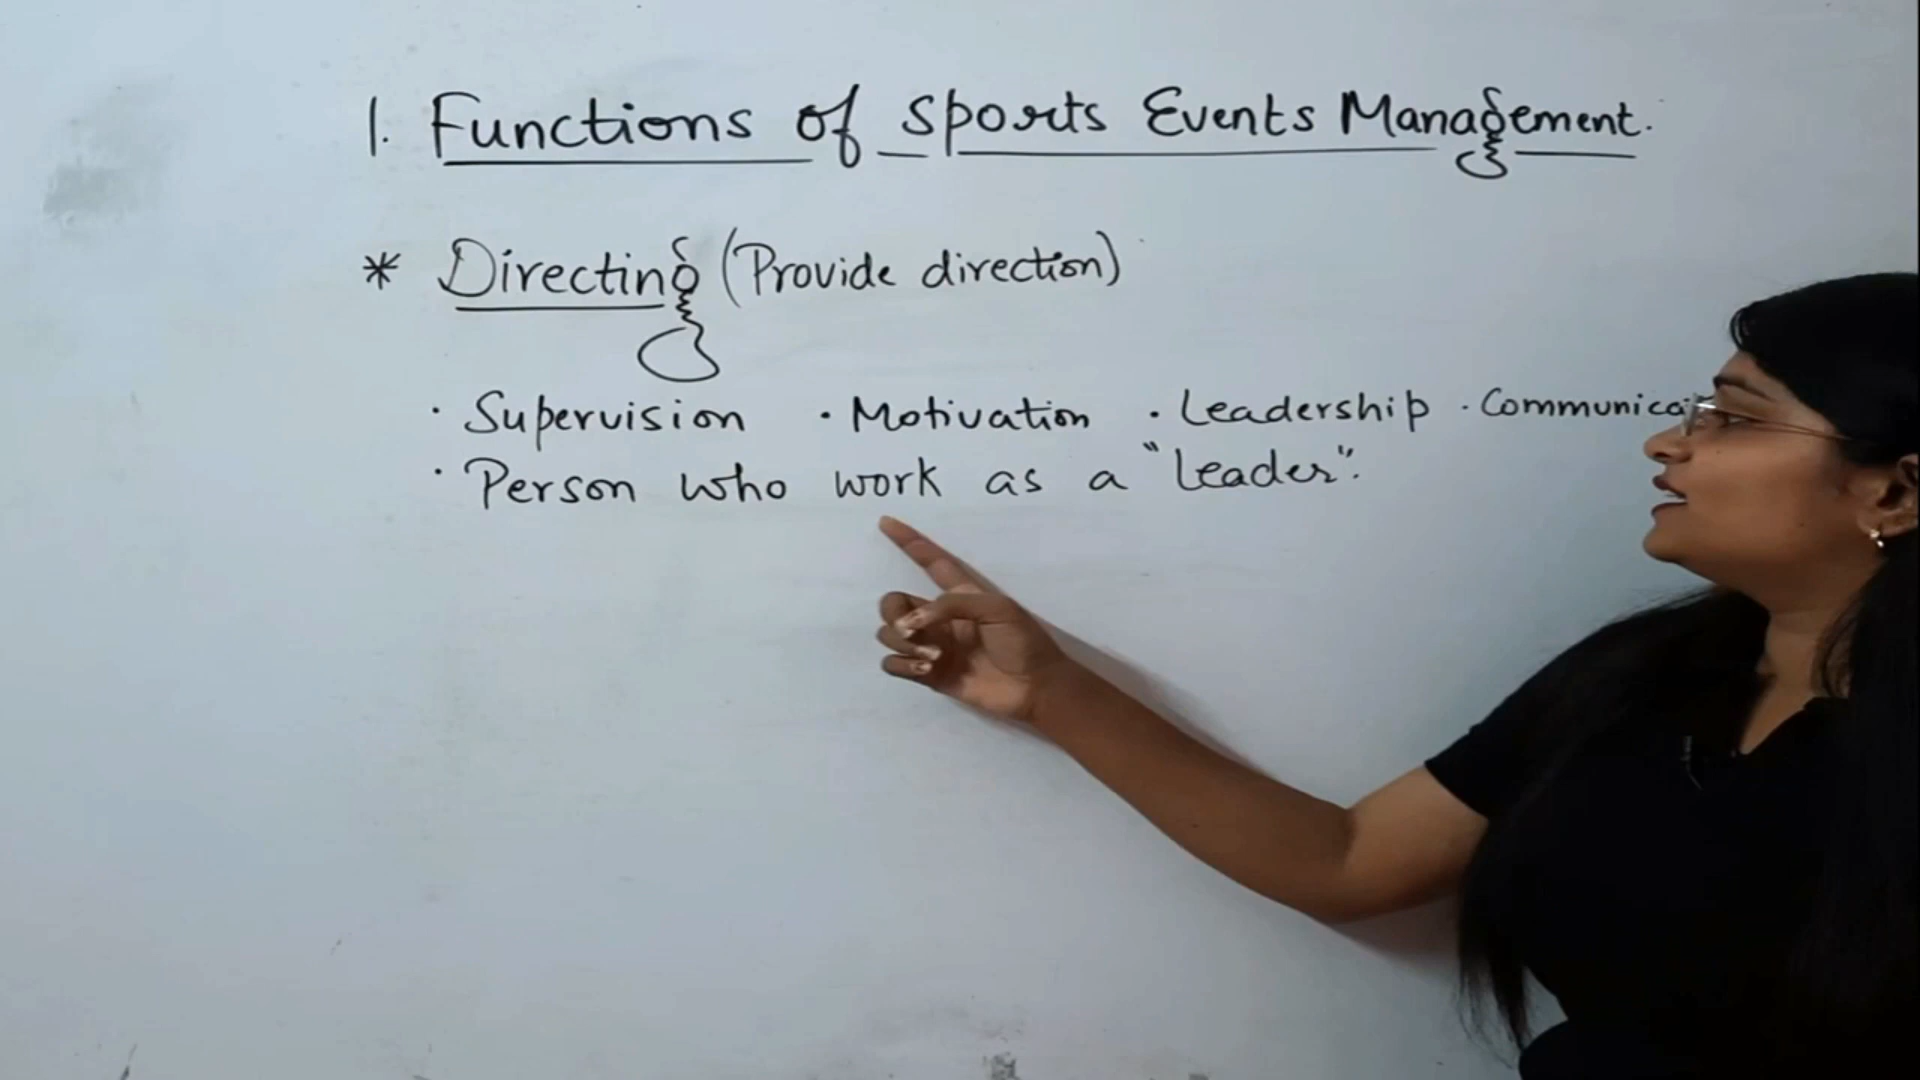 1. Functions of Sports Events Management.
* Directing (Provide direction)
· Supervision · Motivation · Leadership ·
· Person who work as a "Leader".